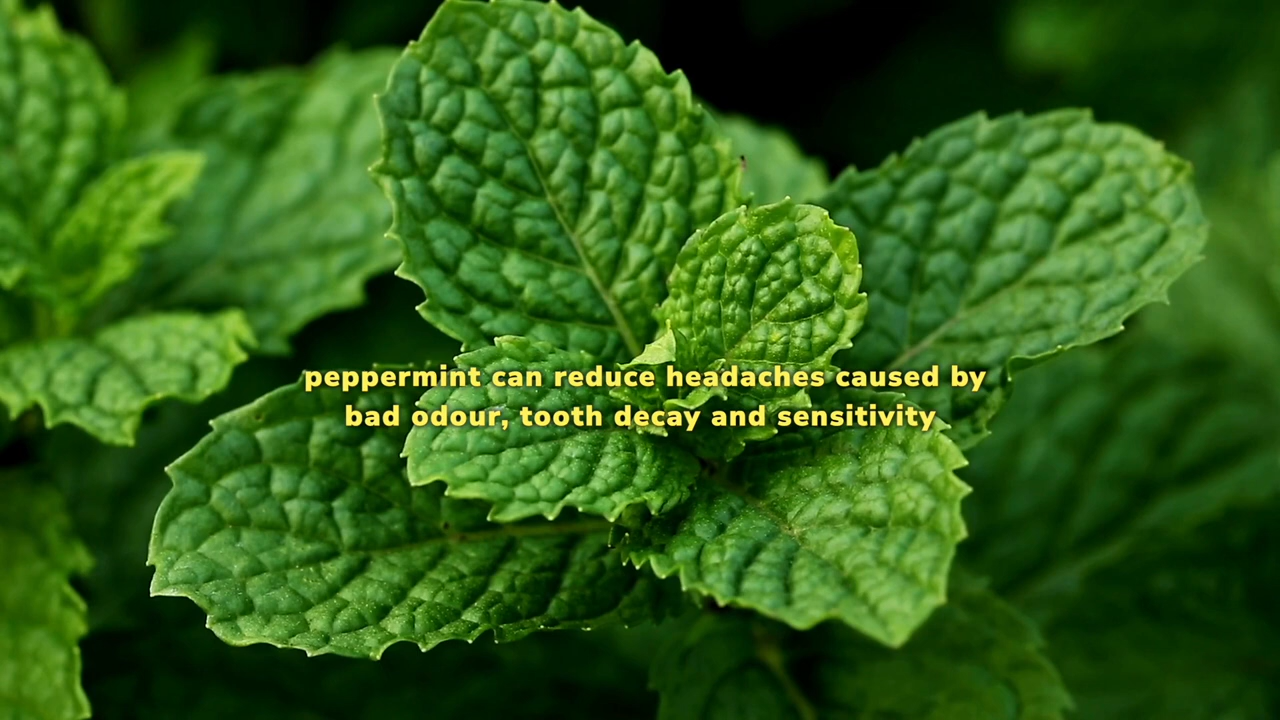 peppermint can reduce headaches caused by
bad odour, tooth decay and sensitivity